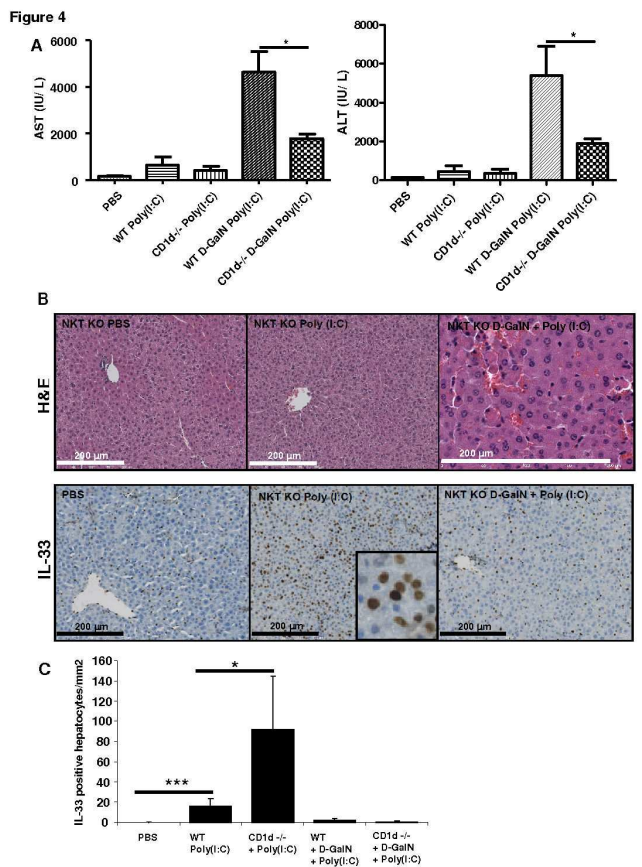 Figure 4
A
AST (IU/ L)
6000
4000
2000
0
*
PBS
WT Poly(I:C)
CD1d-/- Poly(I:C)
WT D-GalN Poly(I:C)
CD1d-/- D-GalN Poly(I:C)
ALT (IU/ L)
8000
6000
4000
2000
0
*
PBS
WT Poly(I:C)
CD1d-/- Poly(I:C)
WT D-GalN Poly(I:C)
CD1d-/- D-GalN Poly(I:C)
B
H&E
NKT KO PBS
200 µm
NKT KO Poly (I:C)
200 µm
NKT KO D-GalN + Poly (I:C)
200 µm
IL-33
PBS
200 µm
NKT KO Poly (I:C)
200 µm
NKT KO D-GalN + Poly (I:C)
200 µm
C
IL-33 positive hepatocytes/mm2
160
140
120
100
80
60
40
20
0
***
*
PBS
WT
Poly(I:C)
CD1d -/-
+ Poly(I:C)
WT
+ D-GalN
+ Poly(I:C)
CD1d -/-
+ D-GalN
+ Poly(I:C)